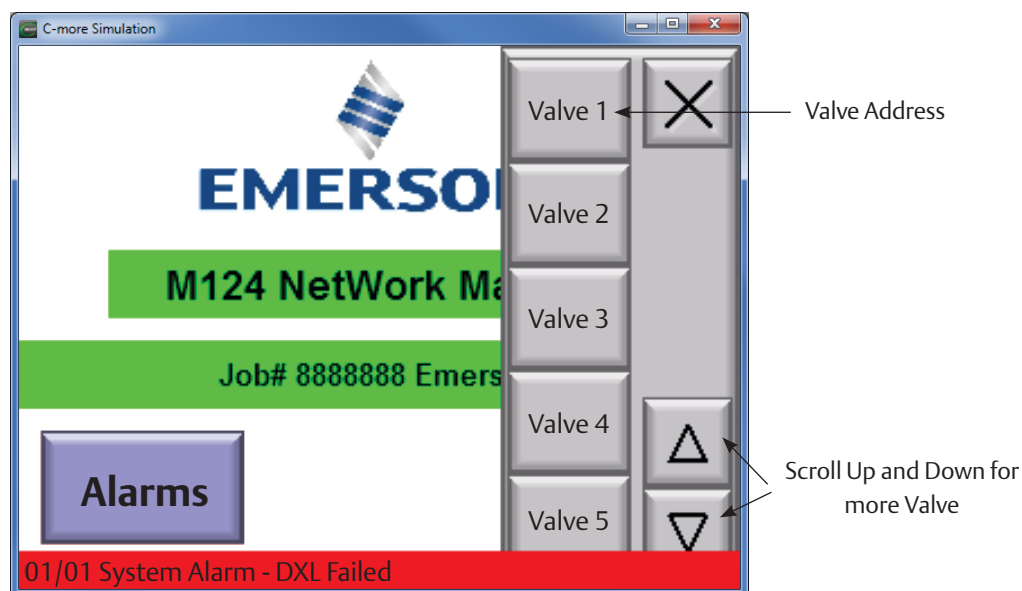 C-more Simulation
EMERSO
M124 NetWork Ma
Job# 8888888 Emers
Alarms
01/01 System Alarm - DXL Failed
Valve 1
Valve 2
Valve 3
Valve 4
Valve 5
Valve Address
Scroll Up and Down for
more Valve